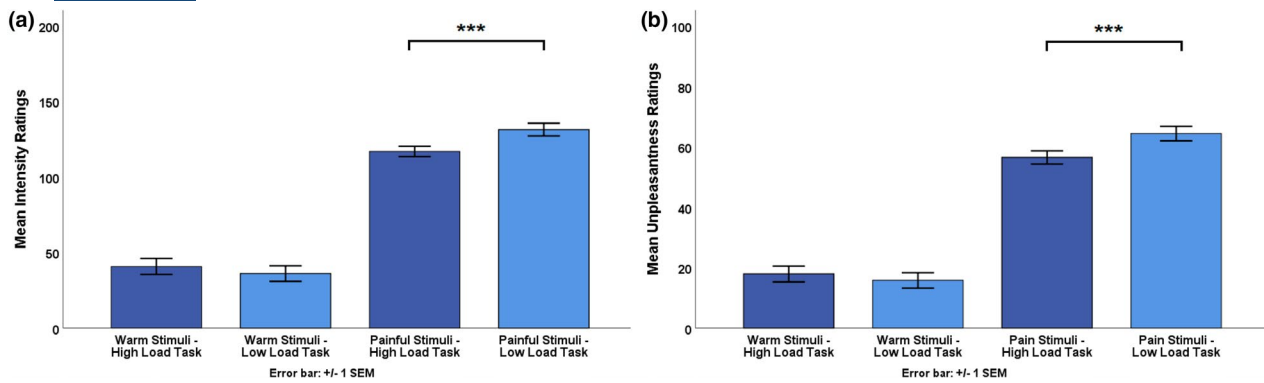 (a)
200
150
100
50
0
Mean Intensity Ratings
***
Warm Stimuli -
High Load Task
Warm Stimuli -
Low Load Task
Painful Stimuli -
High Load Task
Painful Stimuli -
Low Load Task
Error bar: +/- 1 SEM
(b)
100
80
60
40
20
0
Mean Unpleasantness Ratings
***
Warm Stimuli -
High Load Task
Warm Stimuli -
Low Load Task
Pain Stimuli -
High Load Task
Pain Stimuli -
Low Load Task
Error bar: +/- 1 SEM